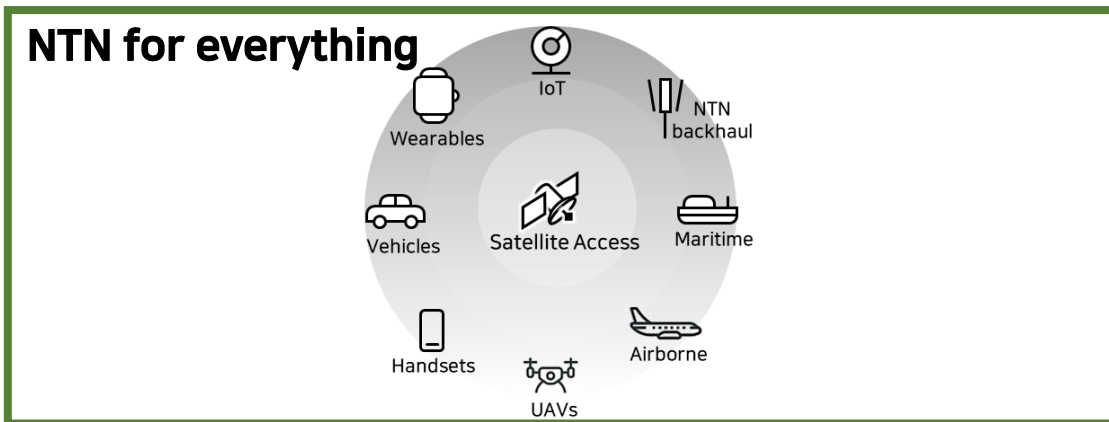 NTN for everything
IoT
Wearables
NTN
backhaul
Vehicles
Satellite Access
Maritime
Handsets
Airborne
UAVs